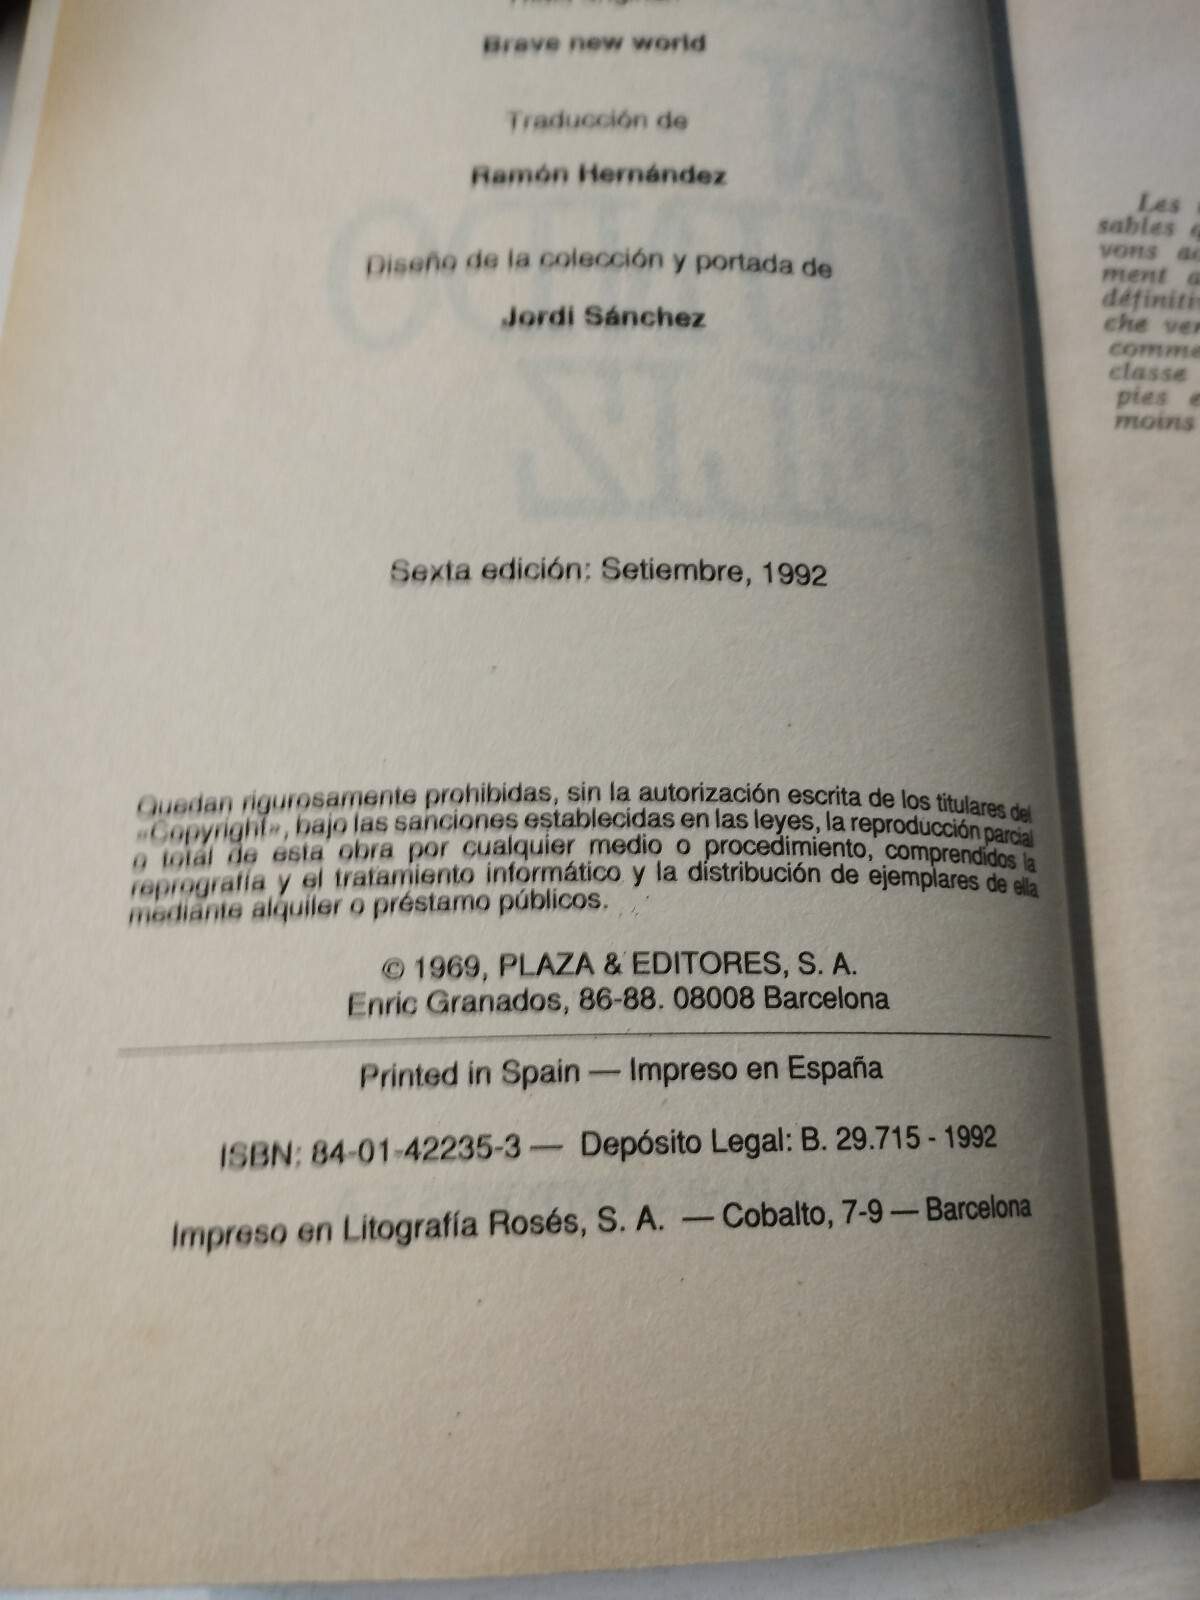 Brave new world
Traducción de
Ramón Hernández
Diseño de la colección y portada de
Jordi Sánchez
Sexta edición: Setiembre, 1992
Quedan rigurosamente prohibidas, sin la autorización escrita de los titulares del
«Copyright», bajo las sanciones establecidas en las leyes, la reproducción parcial
o total de esta obra por cualquier medio o procedimiento, comprendidos la
reprografía y el tratamiento informático y la distribución de ejemplares de ella
mediante alquiler o préstamo públicos.
© 1969, PLAZA & EDITORES, S. A.
Enric Granados, 86-88. 08008 Barcelona
Printed in Spain — Impreso en España
ISBN: 84-01-42235-3 — Depósito Legal: B. 29.715 - 1992
Impreso en Litografía Rosés, S. A. — Cobalto, 7-9 — Barcelona
Les
sables
vons
ment
che
comme
classe
pies
moins